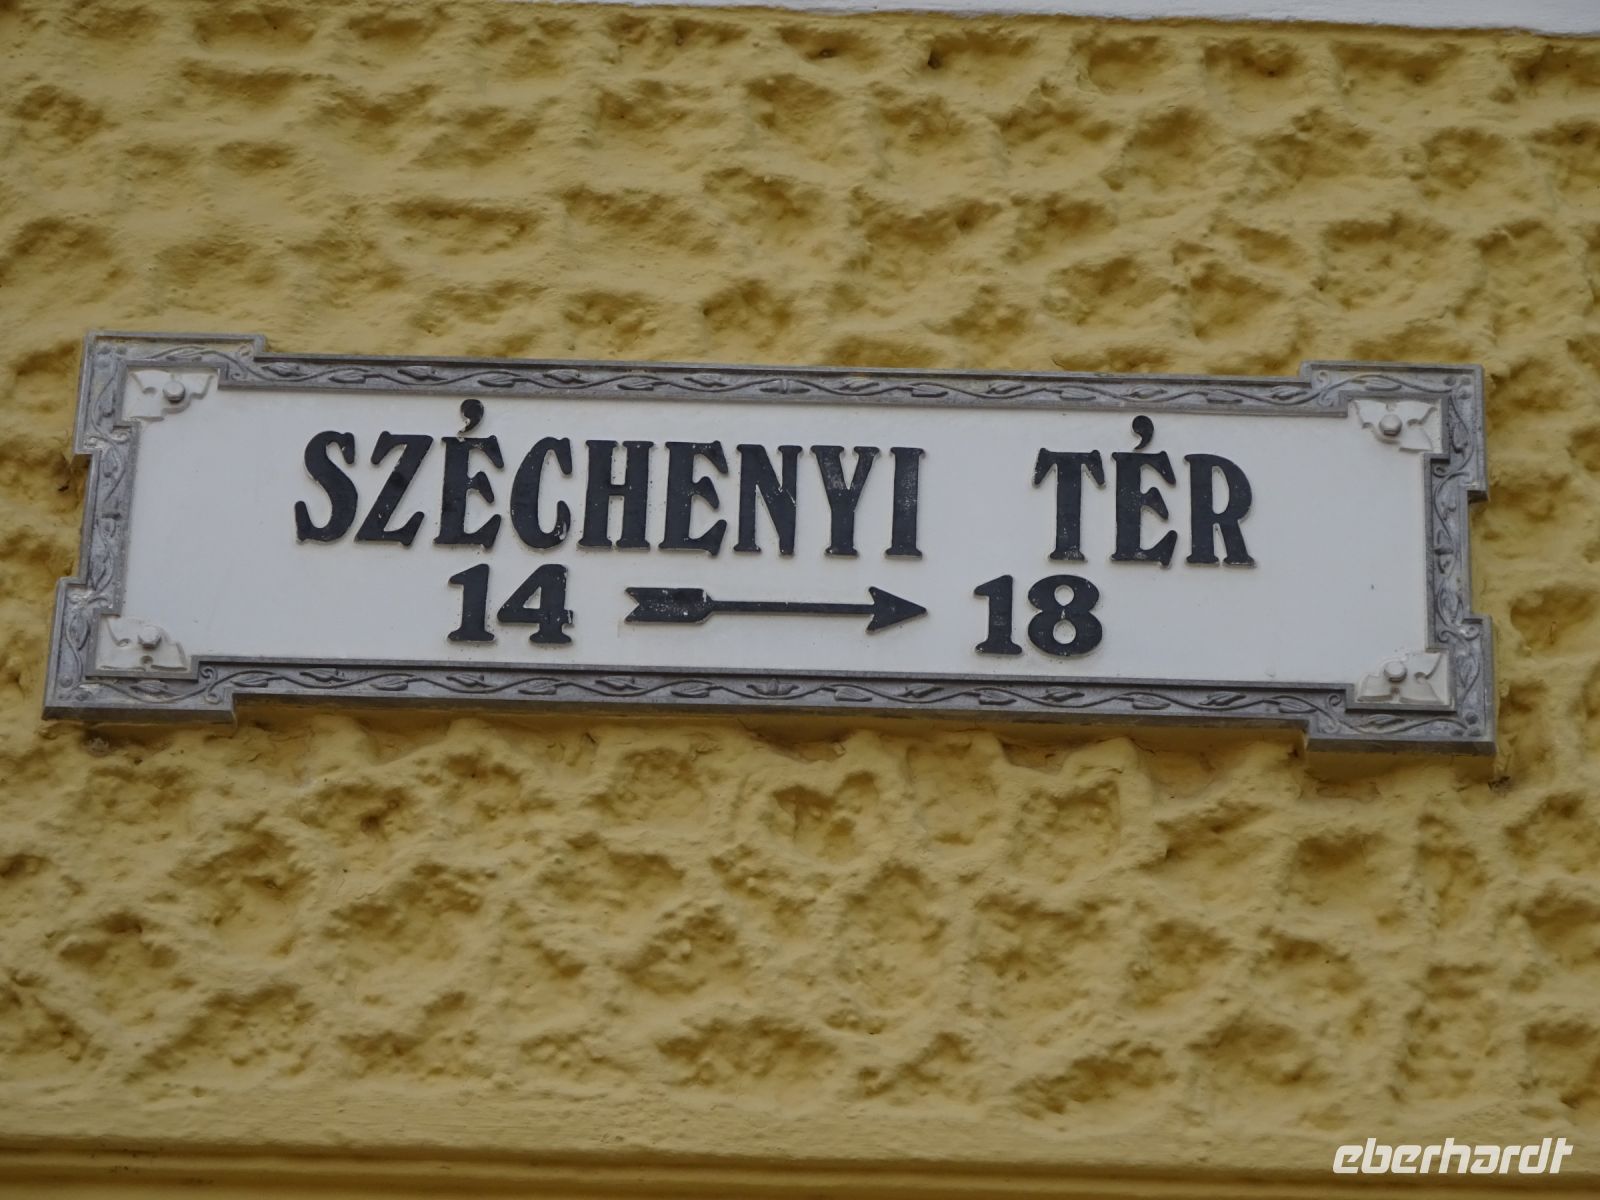 SZÉCHENYI TÉR
14 → 18
eberhardt